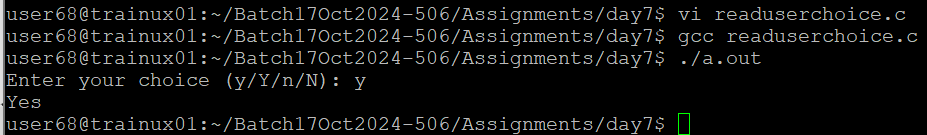 user68@trainux01:~/Batch17Oct2024-506/Assignments/day7$ vi readuserchoice.c
user68@trainux01:~/Batch17Oct2024-506/Assignments/day7$ gcc readuserchoice.c
user68@trainux01:~/Batch17Oct2024-506/Assignments/day7$ ./a.out
Enter your choice (y/Y/n/N): y
Yes
user68@trainux01:~/Batch17Oct2024-506/Assignments/day7$